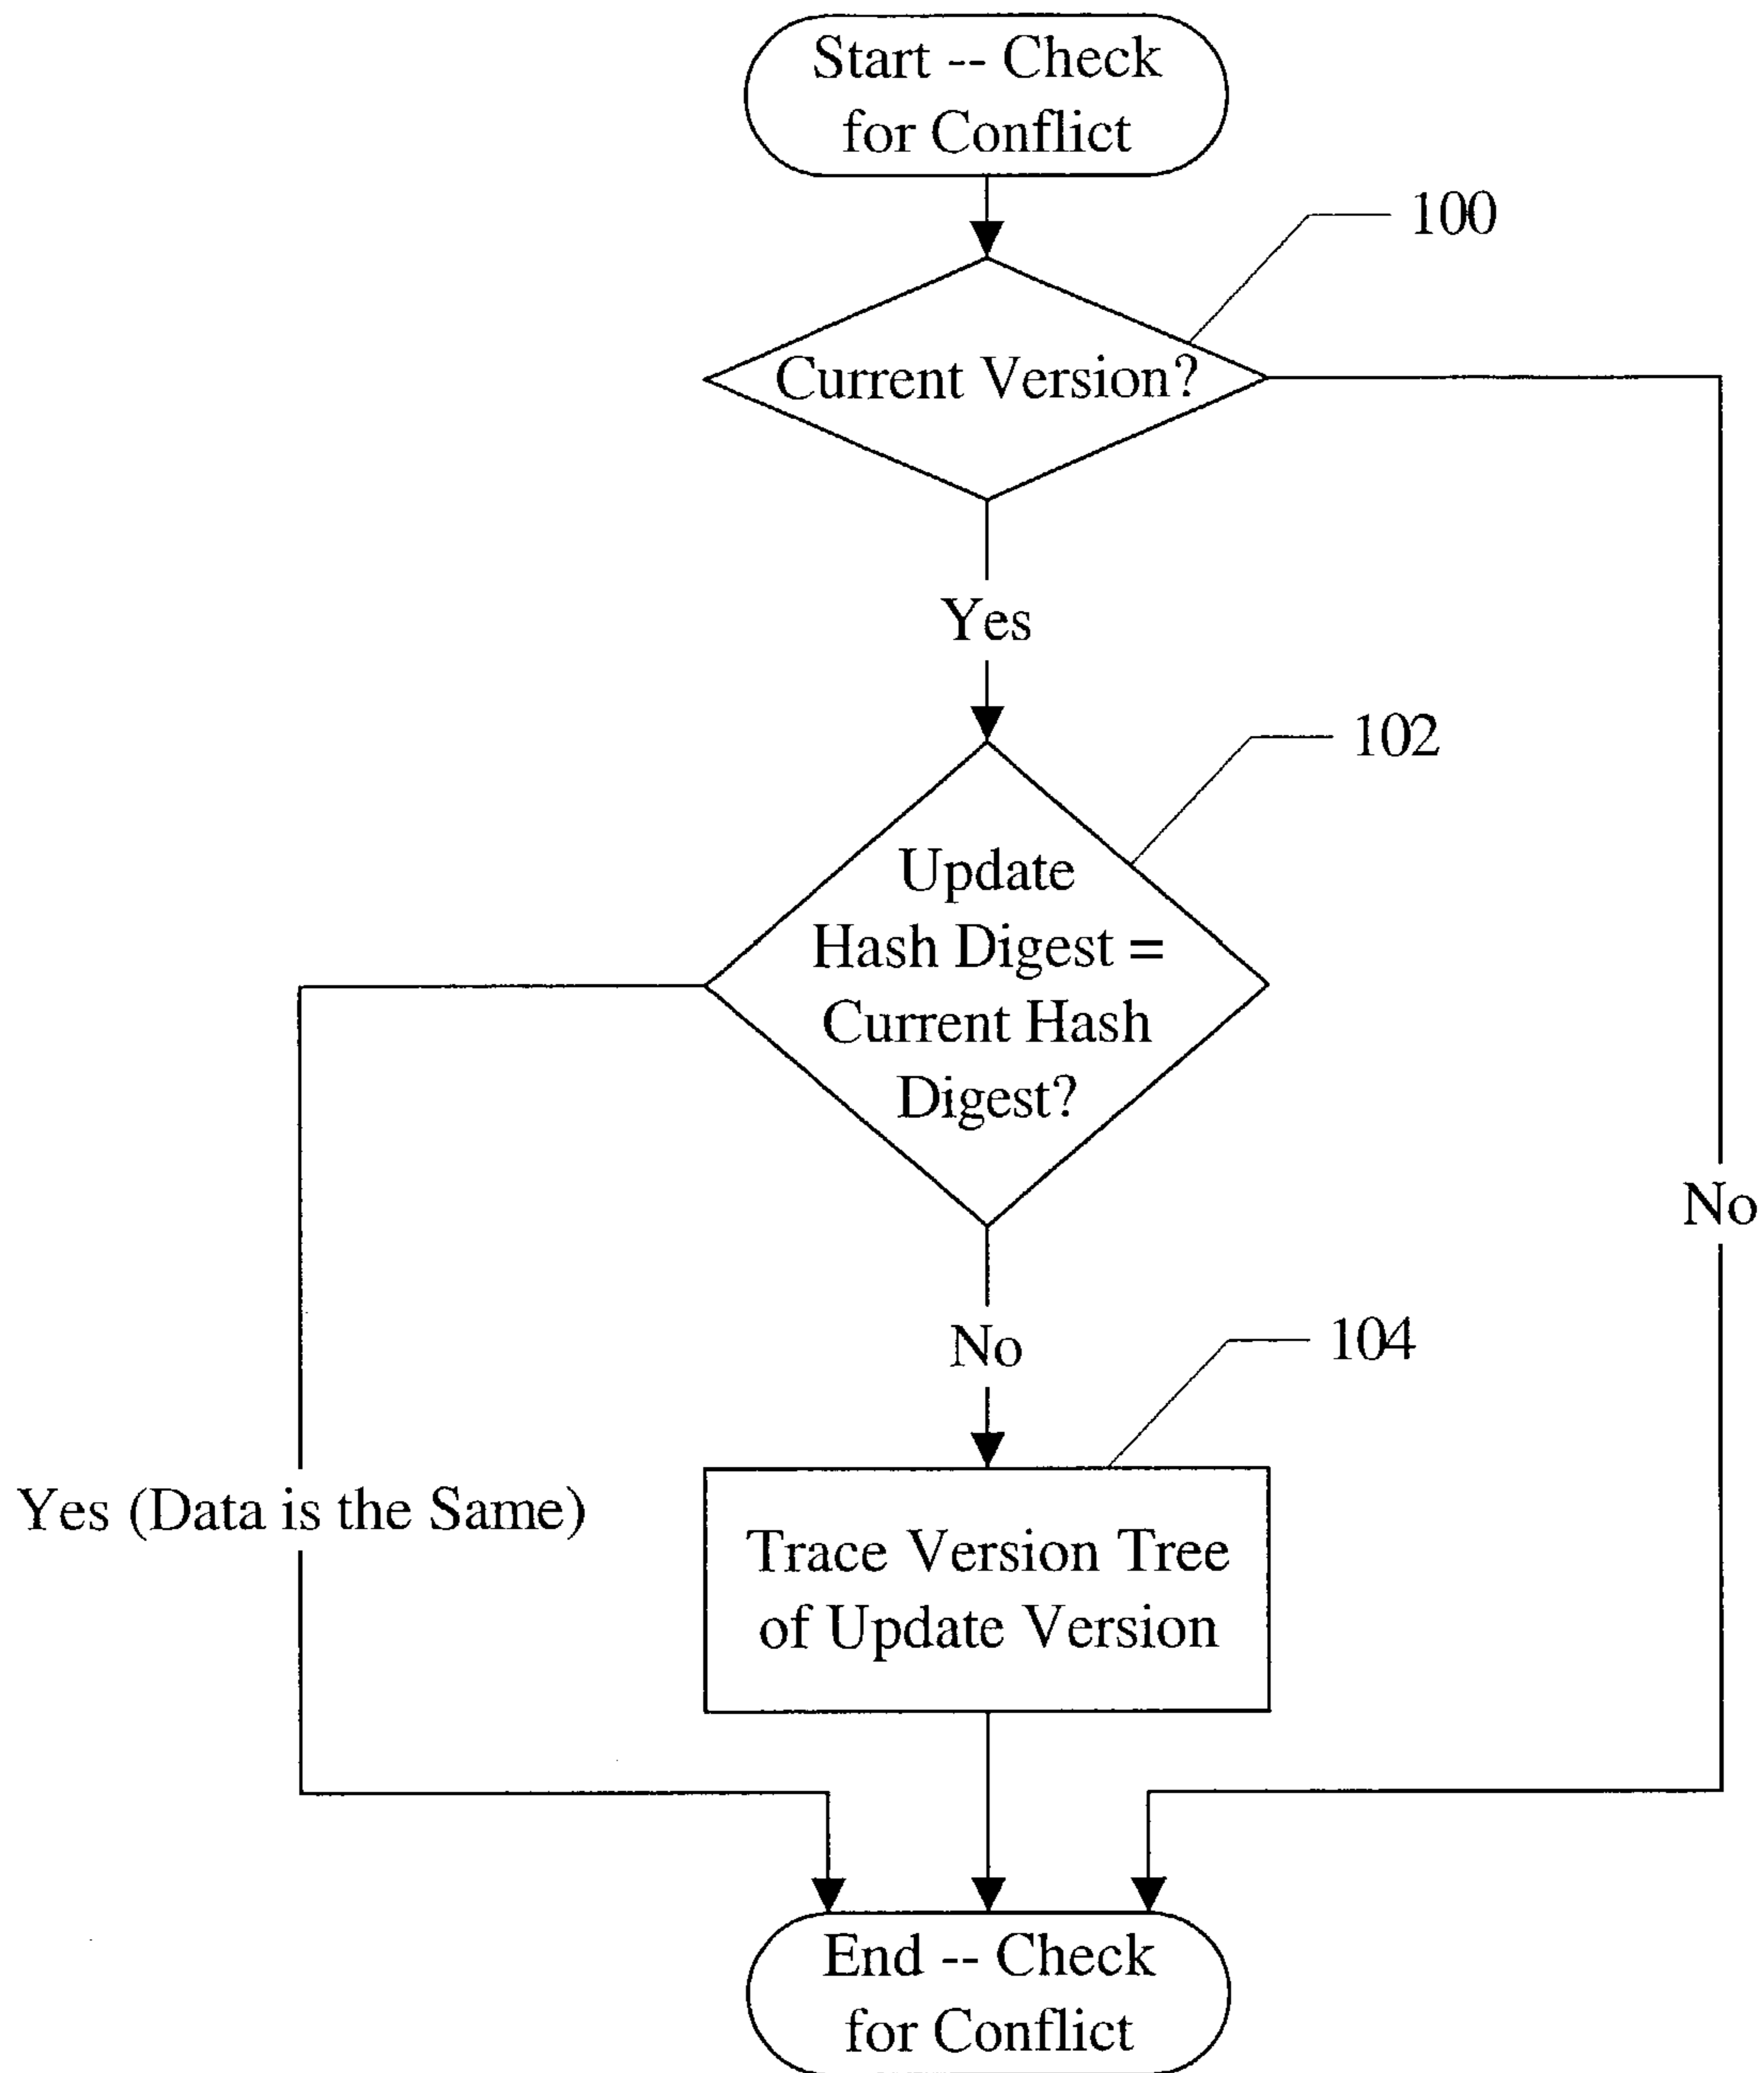 Start -- Check
for Conflict
100
Current Version?
Yes
102
Update
Hash Digest =
Current Hash
Digest?
No
No
104
Yes (Data is the Same)
Trace Version Tree
of Update Version
End -- Check
for Conflict